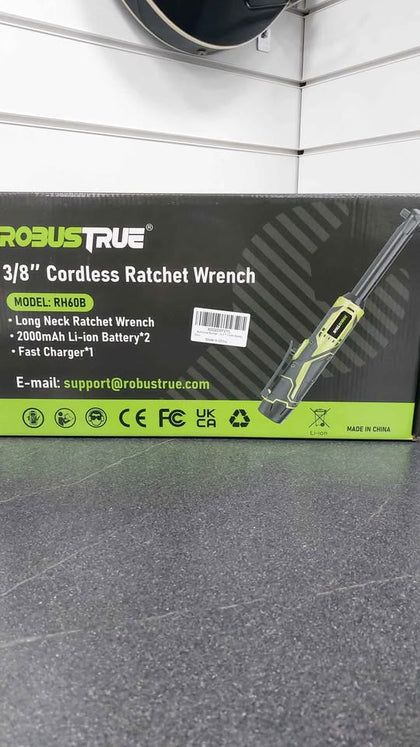 ROBUSTRUE®
3/8” Cordless Ratchet Wrench
MODEL: RH60B
• Long Neck Ratchet Wrench
• 2000mAh Li-ion Battery*2
• Fast Charger*1
E-mail: support@robustrue.com
CE FC UK CA
Li-ion
MADE IN CHINA
ROBUSTRUE